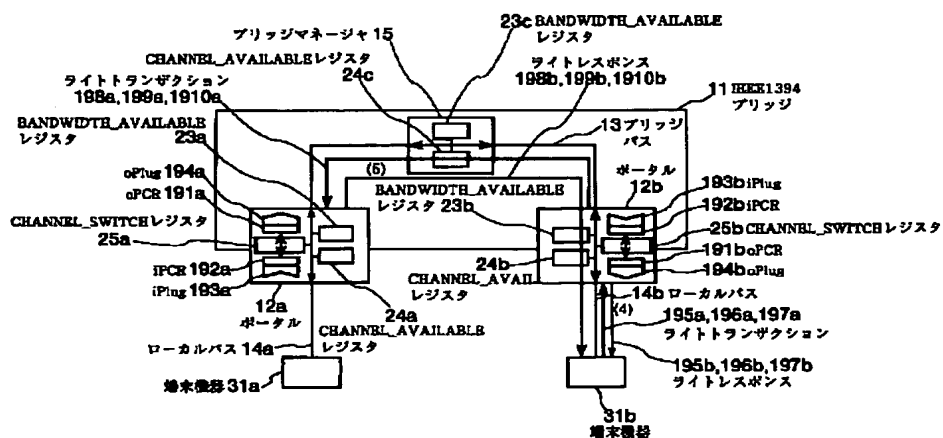 23c BANDWIDTH_AVAILABLE
レジスタ
ブリッジマネージャ 15
CHANNEL_AVAILABLEレジスタ
24c
ライトレスポンス
198b, 199b, 1910b
ライトトランザクション
198a, 199a, 1910a
11 IEEE1394
ブリッジ
BANDWIDTH_AVAILABLE
レジスタ 23a
13 ブリッジ
バス
(5)
ポータル
12b
oPlug 194a
oPCR 191a
BANDWIDTH_AVAILABLE
レジスタ 23b
193b iPlug
192b iPCR
CHANNEL_SWITCHレジスタ
25a
25b CHANNEL_SWITCHレジスタ
iPCR 192a
iPlug 193a
24b
191b oPCR
194b oPlug
CHANNEL_AVAIL
レジスタ
12a
ポータル
24a
14b ローカルバス
(4)
CHANNEL_AVAILABLE
レジスタ
195a, 196a, 197a
ライトトランザクション
ローカルバス 14a
195b, 196b, 197b
ライトレスポンス
端末機器 31a
31b
端末機器